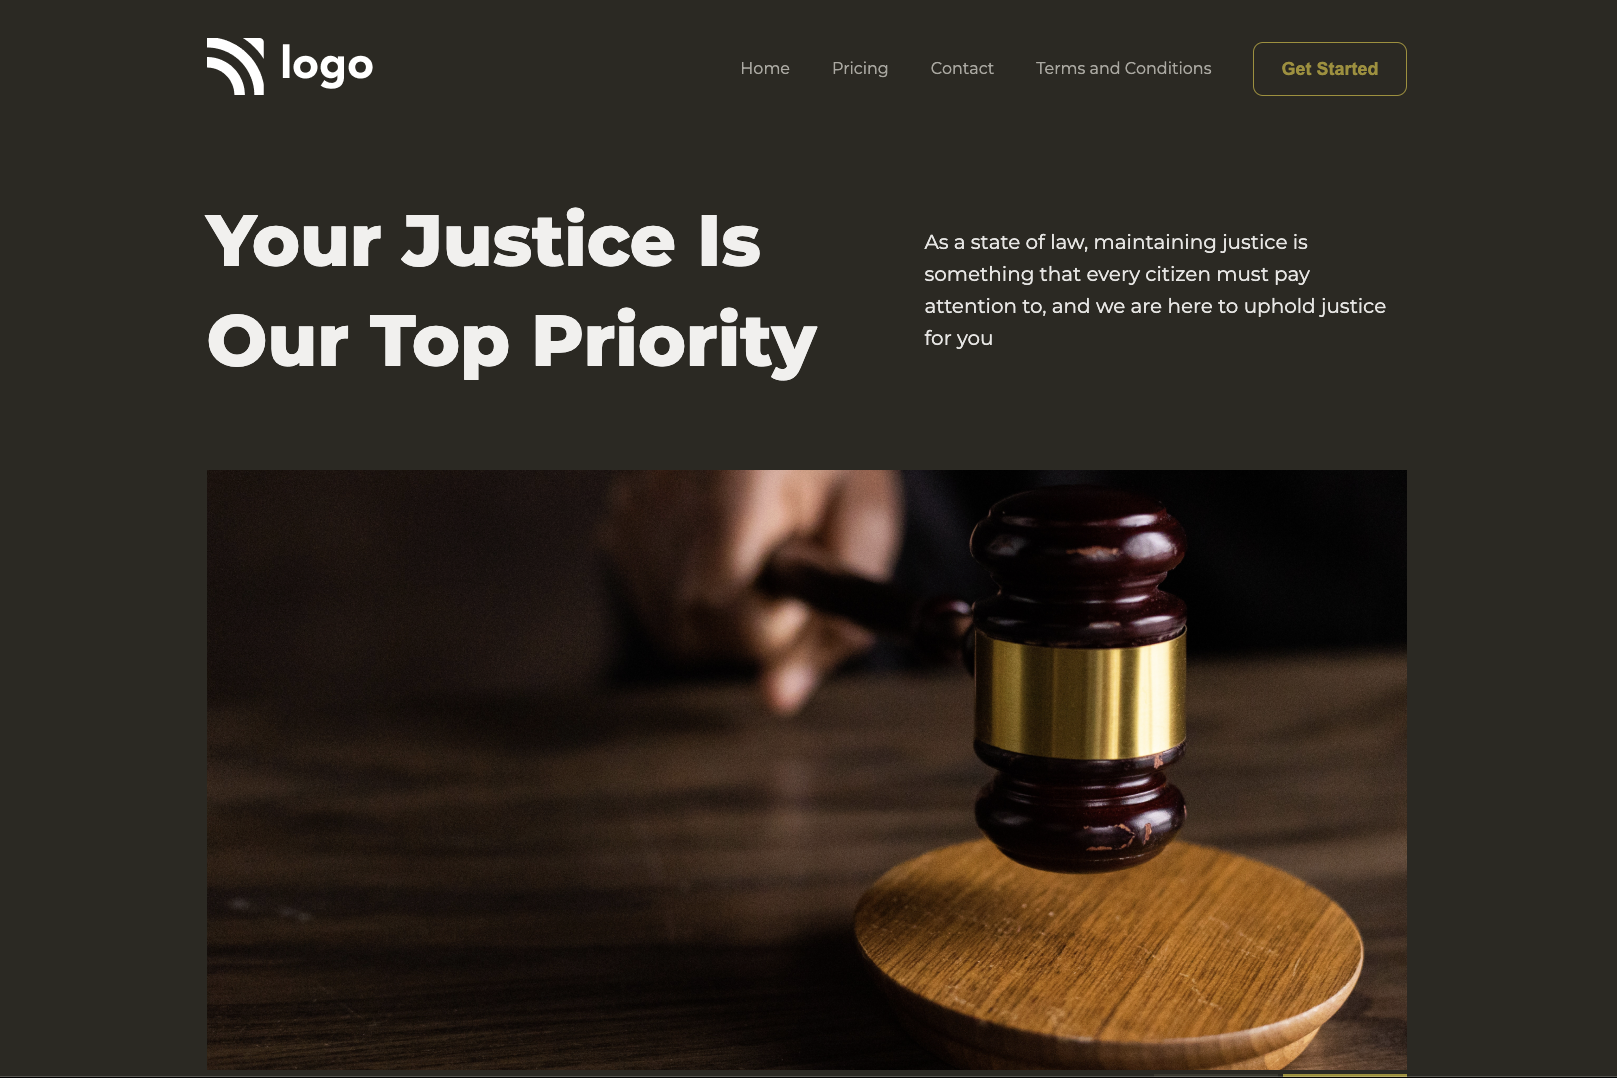 logo
Home Pricing Contact Terms and Conditions Get Started
Your Justice Is
Our Top Priority
As a state of law, maintaining justice is
something that every citizen must pay
attention to, and we are here to uphold justice
for you